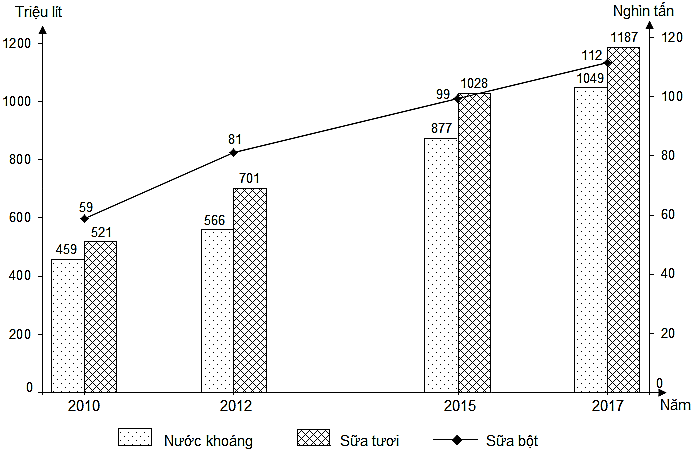 Triệu lít Nghìn tấn
1200 1000 800 600 400 200 0
120 100 80 60 40 20 0
59 81 99 112
459 521 566 701 877 1028 1049 1187
2010 2012 2015 2017 Năm
Nước khoáng Sữa tươi Sữa bột